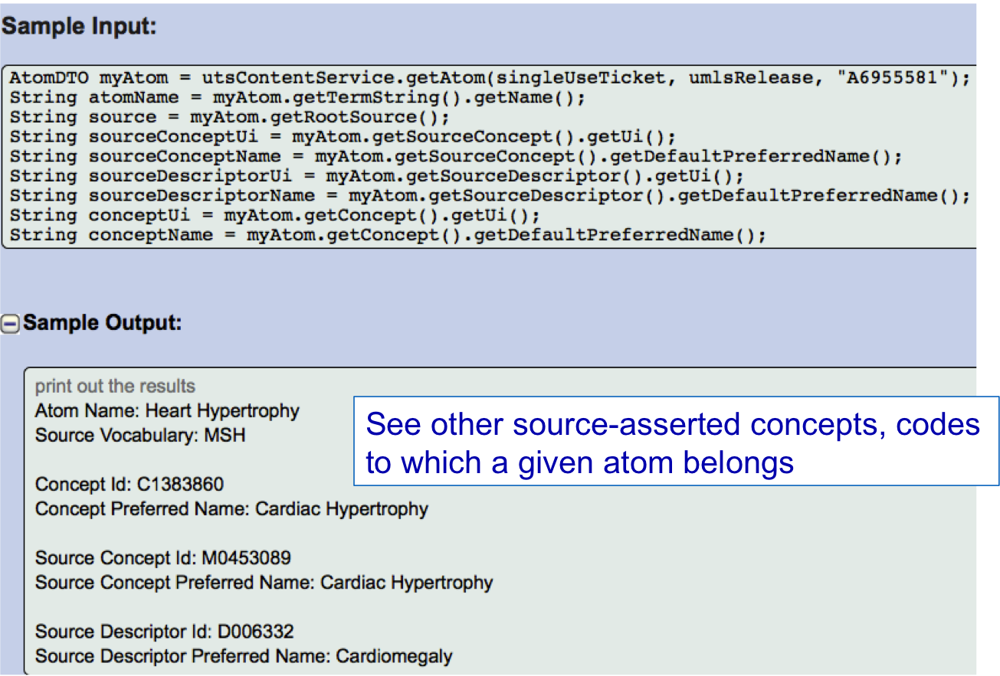 Sample Input:
AtomDTO myAtom = utsContentService.getAtom(singleUseTicket, umlsRelease, "A6955581");
String atomName = myAtom.getTermString().getName();
String source = myAtom.getRootSource();
String sourceConceptUi = myAtom.getSourceConcept().getUi();
String sourceConceptName = myAtom.getSourceConcept().getDefaultPreferredName();
String sourceDescriptorUi = myAtom.getSourceDescriptor().getUi();
String sourceDescriptorName = myAtom.getSourceDescriptor().getDefaultPreferredName();
String conceptUi = myAtom.getConcept().getUi();
String conceptName = myAtom.getConcept().getDefaultPreferredName();
Sample Output:
print out the results
Atom Name: Heart Hypertrophy
Source Vocabulary: MSH
See other source-asserted concepts, codes
to which a given atom belongs
Concept Id: C1383860
Concept Preferred Name: Cardiac Hypertrophy
Source Concept Id: M0453089
Source Concept Preferred Name: Cardiac Hypertrophy
Source Descriptor Id: D006332
Source Descriptor Preferred Name: Cardiomegaly